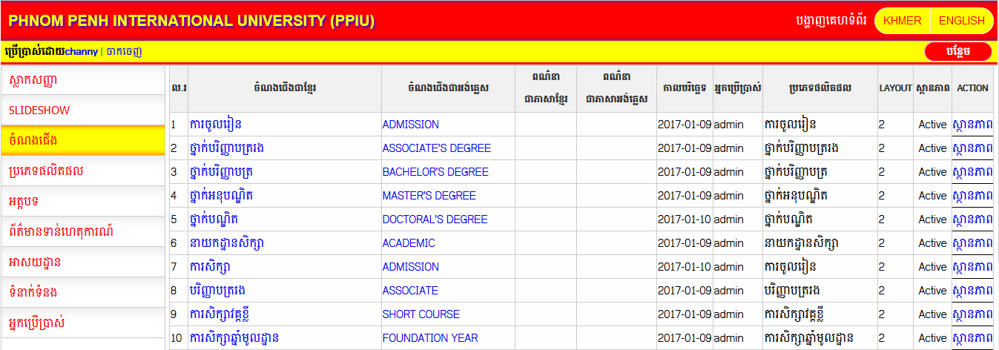 PHNOM PENH INTERNATIONAL UNIVERSITY (PPIU) បង្ហាញគេហទំព័រ KHMER ENGLISH
ប្រើប្រាស់ដោយchanny | ចាកចេញ បន្ថែម
ស្លាកសញ្ញា
SLIDESHOW
ចំណងជើង
ប្រភេទផលិតផល
អត្ថបទ
ព័ត៌មានទាន់ហេតុការណ៍
អាសយដ្ឋាន
ទំនាក់ទំនង
អ្នកប្រើប្រាស់
ល.រ ចំណងជើងជាខ្មែរ ចំណងជើងជាអង់គ្លេស ពណ៌នា ជាភាសាខ្មែរ ពណ៌នា ជាភាសាអង់គ្លេស កាលបរិច្ឆេទ អ្នកប្រើប្រាស់ ប្រភេទផលិតផល LAYOUT ស្ថានភាព ACTION
1 ការចូលរៀន ADMISSION 2017-01-09 admin ការចូលរៀន 2 Active ស្ថានភាព
2 ថ្នាក់បរិញ្ញាបត្ររង ASSOCIATE'S DEGREE 2017-01-09 admin ថ្នាក់បរិញ្ញាបត្ររង 2 Active ស្ថានភាព
3 ថ្នាក់បរិញ្ញាបត្រ BACHELOR'S DEGREE 2017-01-09 admin ថ្នាក់បរិញ្ញាបត្រ 2 Active ស្ថានភាព
4 ថ្នាក់អនុបណ្ឌិត MASTER'S DEGREE 2017-01-09 admin ថ្នាក់អនុបណ្ឌិត 2 Active ស្ថានភាព
5 ថ្នាក់បណ្ឌិត DOCTORAL'S DEGREE 2017-01-10 admin ថ្នាក់បណ្ឌិត 2 Active ស្ថានភាព
6 នាយកដ្ឋានសិក្សា ACADEMIC 2017-01-09 admin នាយកដ្ឋានសិក្សា 2 Active ស្ថានភាព
7 ការសិក្សា ADMISSION 2017-01-10 admin ការចូលរៀន 2 Active ស្ថានភាព
8 បរិញ្ញាបត្ររង ASSOCIATE 2017-01-09 admin បរិញ្ញាបត្ររង 2 Active ស្ថានភាព
9 ការសិក្សាវគ្គខ្លី SHORT COURSE 2017-01-09 admin ការសិក្សាវគ្គខ្លី 2 Active ស្ថានភាព
10 ការសិក្សាឆ្នាំមូលដ្ឋាន FOUNDATION YEAR 2017-01-09 admin ការសិក្សាឆ្នាំមូលដ្ឋាន 2 Active ស្ថានភាព